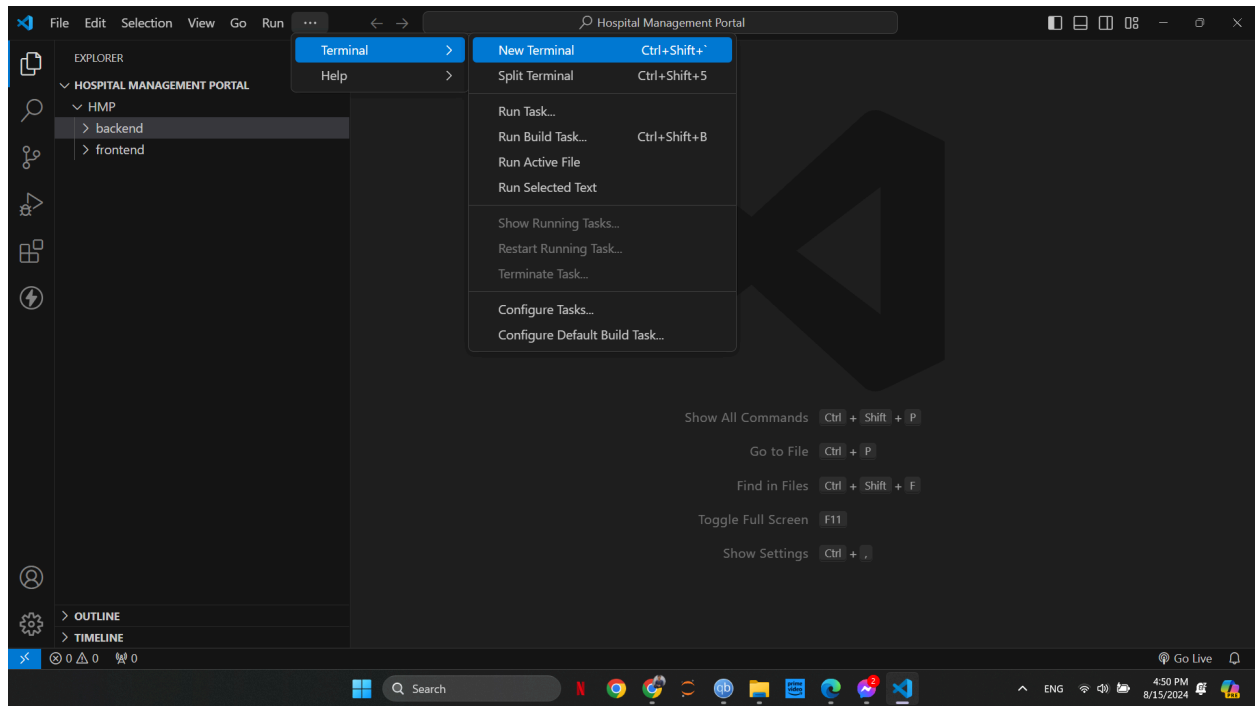 File Edit Selection View Go Run ··· Hospital Management Portal
EXPLORER
HOSPITAL MANAGEMENT PORTAL
HMP
backend
frontend
Terminal
Help
New Terminal Ctrl+Shift+`
Split Terminal Ctrl+Shift+5
Run Task...
Run Build Task... Ctrl+Shift+B
Run Active File
Run Selected Text
Show Running Tasks...
Restart Running Task...
Terminate Task...
Configure Tasks...
Configure Default Build Task...
Show All Commands Ctrl + Shift + P
Go to File Ctrl + P
Find in Files Ctrl + Shift + F
Toggle Full Screen F11
Show Settings Ctrl + ,
OUTLINE
TIMELINE
0 0 0 Go Live
Search N qb prime video 2 ENG 4:50 PM
8/15/2024